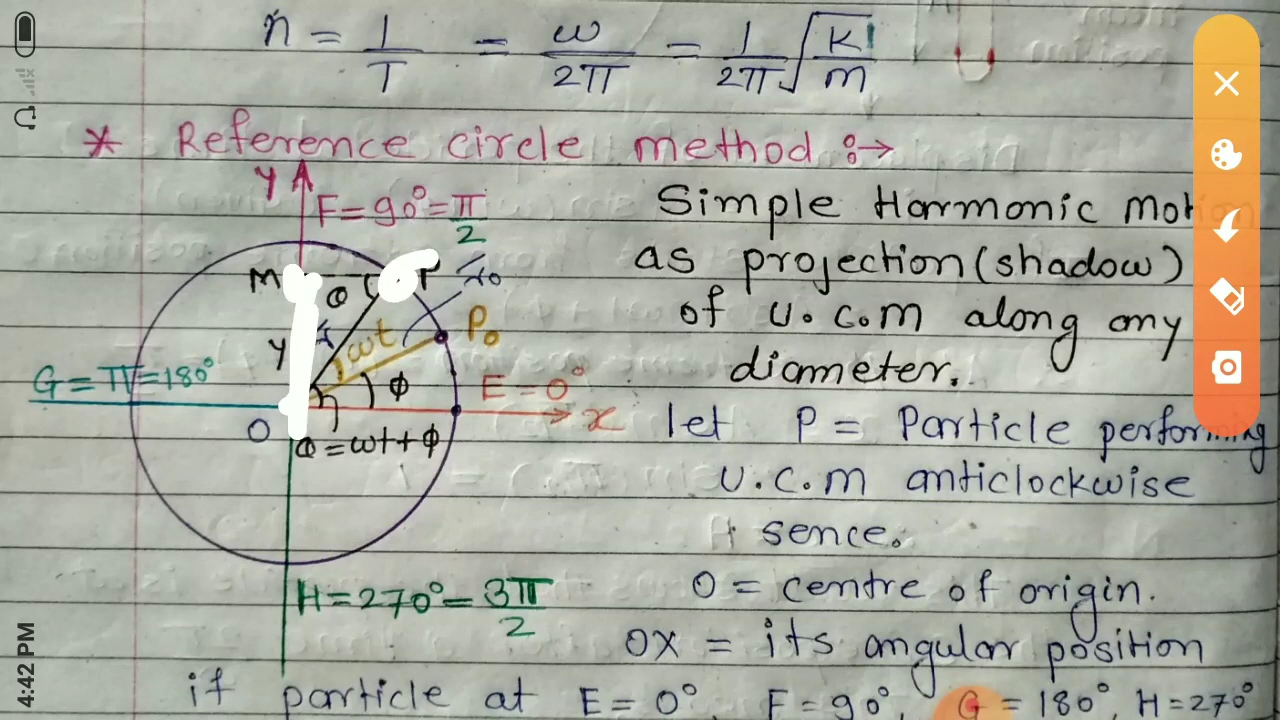 n = 1/T = ω/2π = 1/2π √K/m
* Reference circle method :→
y
F = 90° = π/2
M
P
θ
r0
P0
ωt
y
G = π = 180°
φ
E = 0°
x
O
θ = ωt + φ
H = 270° = 3π/2
Simple Harmonic Mot
as projection (shadow)
of U.C.M along any
diameter.
let P = Particle performing
U.C.M anticlockwise
sence.
O = centre of origin.
OX = its angular position
if particle at E = 0°, F = 90°, G = 180°, H = 270°
4:42 PM